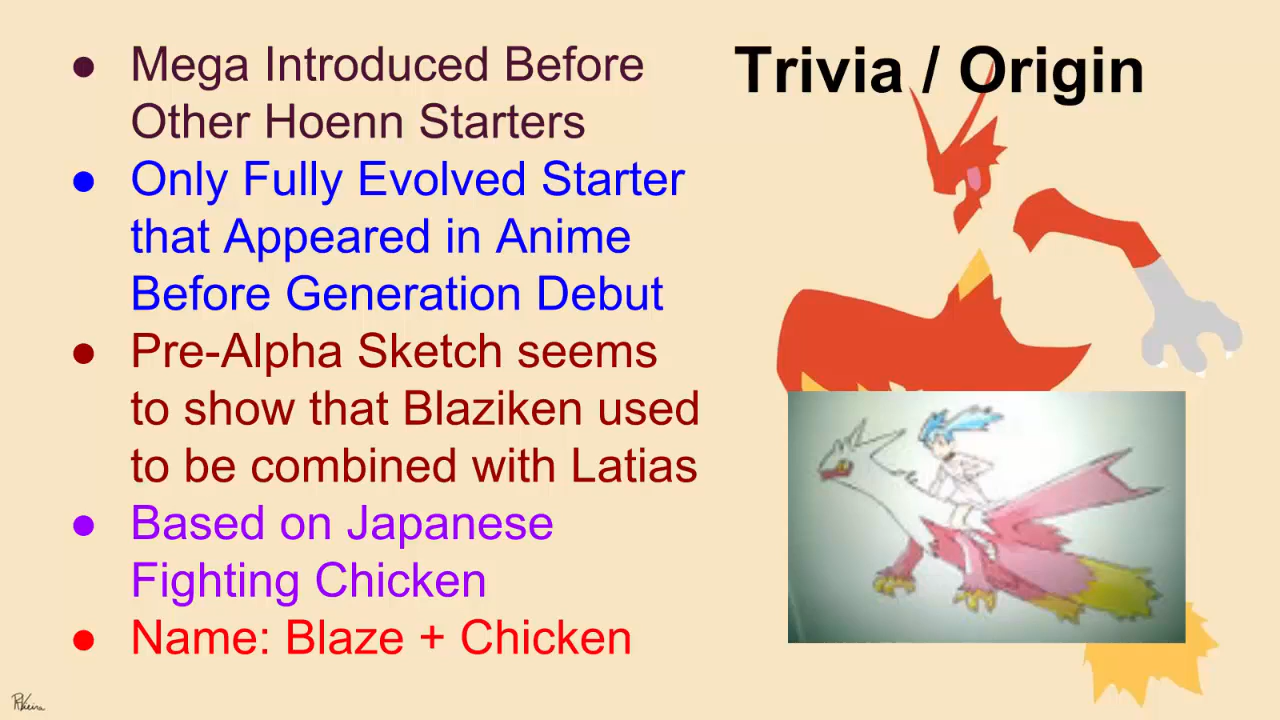 Trivia / Origin
● Mega Introduced Before
Other Hoenn Starters
● Only Fully Evolved Starter
that Appeared in Anime
Before Generation Debut
● Pre-Alpha Sketch seems
to show that Blaziken used
to be combined with Latias
● Based on Japanese
Fighting Chicken
● Name: Blaze + Chicken